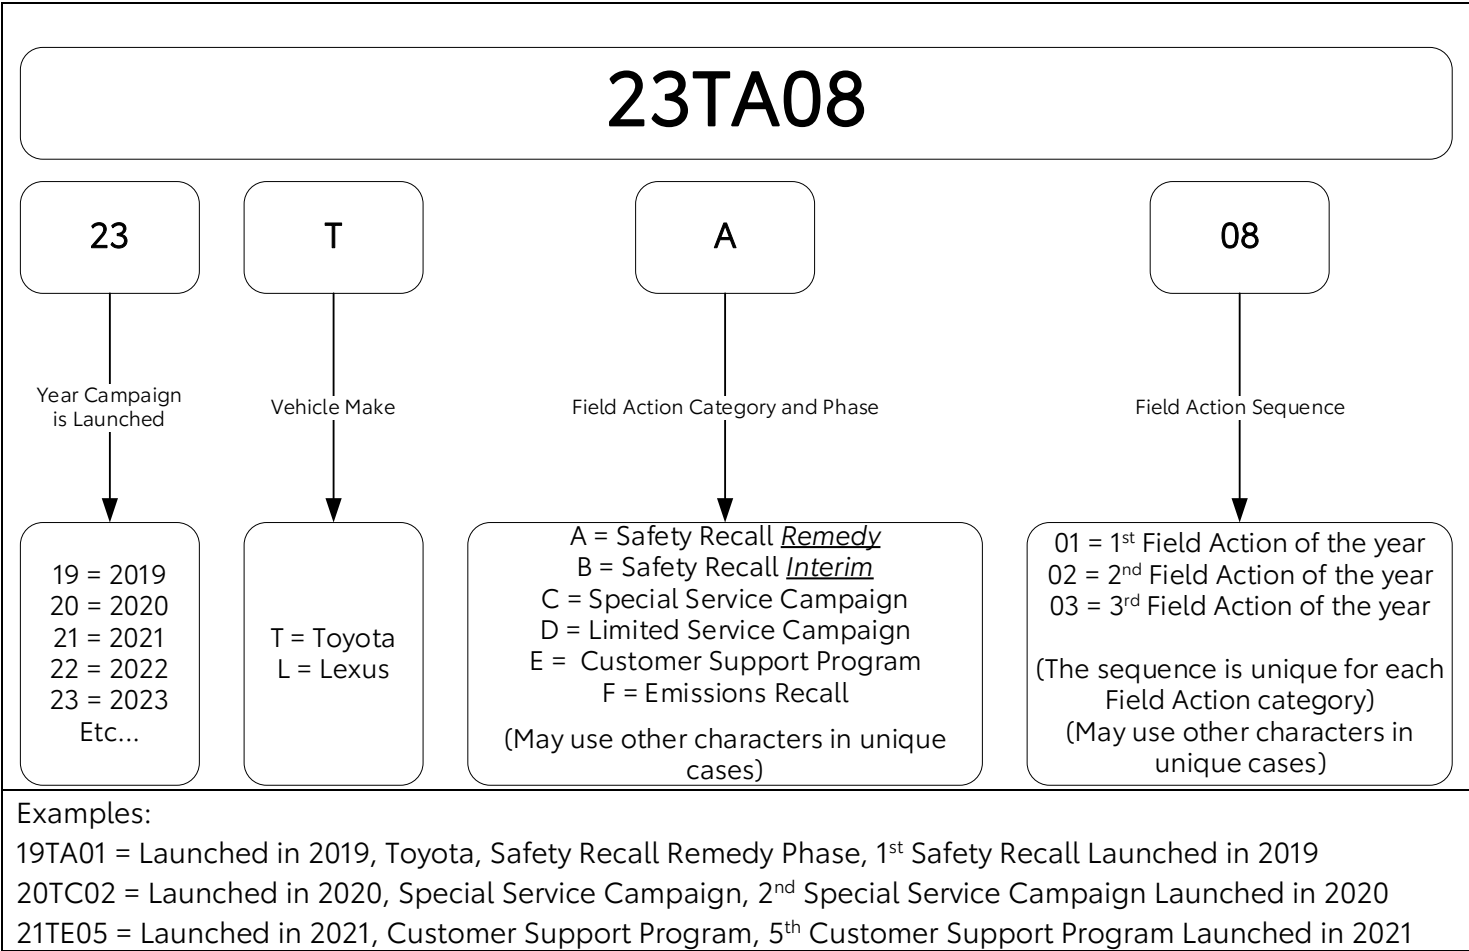 23TA08
23
T
A
08
Year Campaign
is Launched
Vehicle Make
Field Action Category and Phase
Field Action Sequence
19 = 2019
20 = 2020
21 = 2021
22 = 2022
23 = 2023
Etc...
T = Toyota
L = Lexus
A = Safety Recall Remedy
B = Safety Recall Interim
C = Special Service Campaign
D = Limited Service Campaign
E =  Customer Support Program
F = Emissions Recall
(May use other characters in unique
cases)
01 = 1st Field Action of the year
02 = 2nd Field Action of the year
03 = 3rd Field Action of the year
(The sequence is unique for each
Field Action category)
(May use other characters in
unique cases)
Examples:
19TA01 = Launched in 2019, Toyota, Safety Recall Remedy Phase, 1st Safety Recall Launched in 2019
20TC02 = Launched in 2020, Special Service Campaign, 2nd Special Service Campaign Launched in 2020
21TE05 = Launched in 2021, Customer Support Program, 5th Customer Support Program Launched in 2021